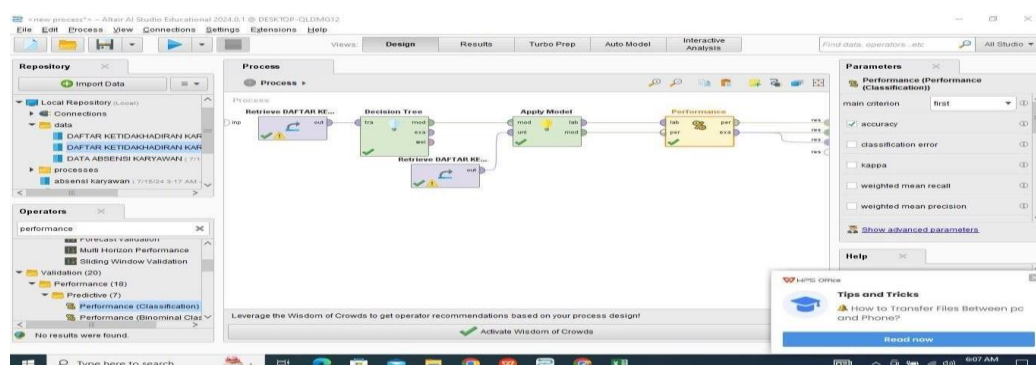 <new process*> – Altair AI Studio Educational 2024.0.1 @ DESKTOP-QLDMG12
File Edit Process View Connections Settings Extensions Help
Views: Design Results Turbo Prep Auto Model Interactive Analysis
Find data, operators...etc
All Studio
Repository
Import Data
Local Repository (Local)
Connections
data
DAFTAR KETIDAKHADIRAN KAR
DAFTAR KETIDAKHADIRAN KAR
DATA ABSENSI KARYAWAN
processes
absensi karyawan
Operators
performance
Forecast Validation
Multi Horizon Performance
Sliding Window Validation
Validation (20)
Performance (18)
Predictive (7)
Performance (Classification)
Performance (Binominal Clas
No results were found.
Process
Process
Process
Retrieve DAFTAR KE...
inp
out
Decision Tree
tra
mod
exa
wei
Retrieve DAFTAR KE...
out
Apply Model
mod
lab
unl
mod
Performance
lab
per
per
exa
res
res
res
Leverage the Wisdom of Crowds to get operator recommendations based on your process design!
Activate Wisdom of Crowds
Parameters
Performance (Performance (Classification))
main criterion
first
accuracy
classification error
kappa
weighted mean recall
weighted mean precision
Show advanced parameters
Help
WPS Office
Tips and Tricks
How to Transfer Files Between pc
and Phone?
Read now
Type here to search
6:07 AM